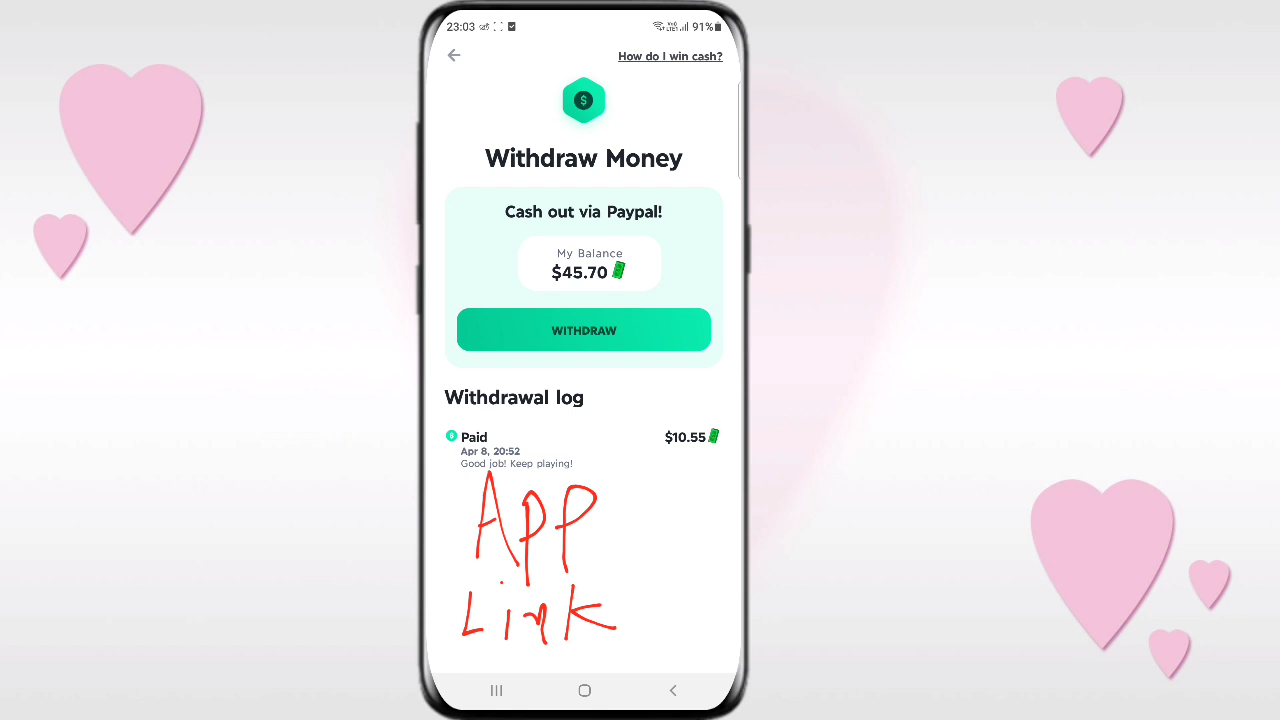 23:03 91%
How do I win cash?
Withdraw Money
Cash out via Paypal!
My Balance
$45.70
WITHDRAW
Withdrawal log
Paid $10.55
Apr 8, 20:52
Good job! Keep playing!
APP
Link